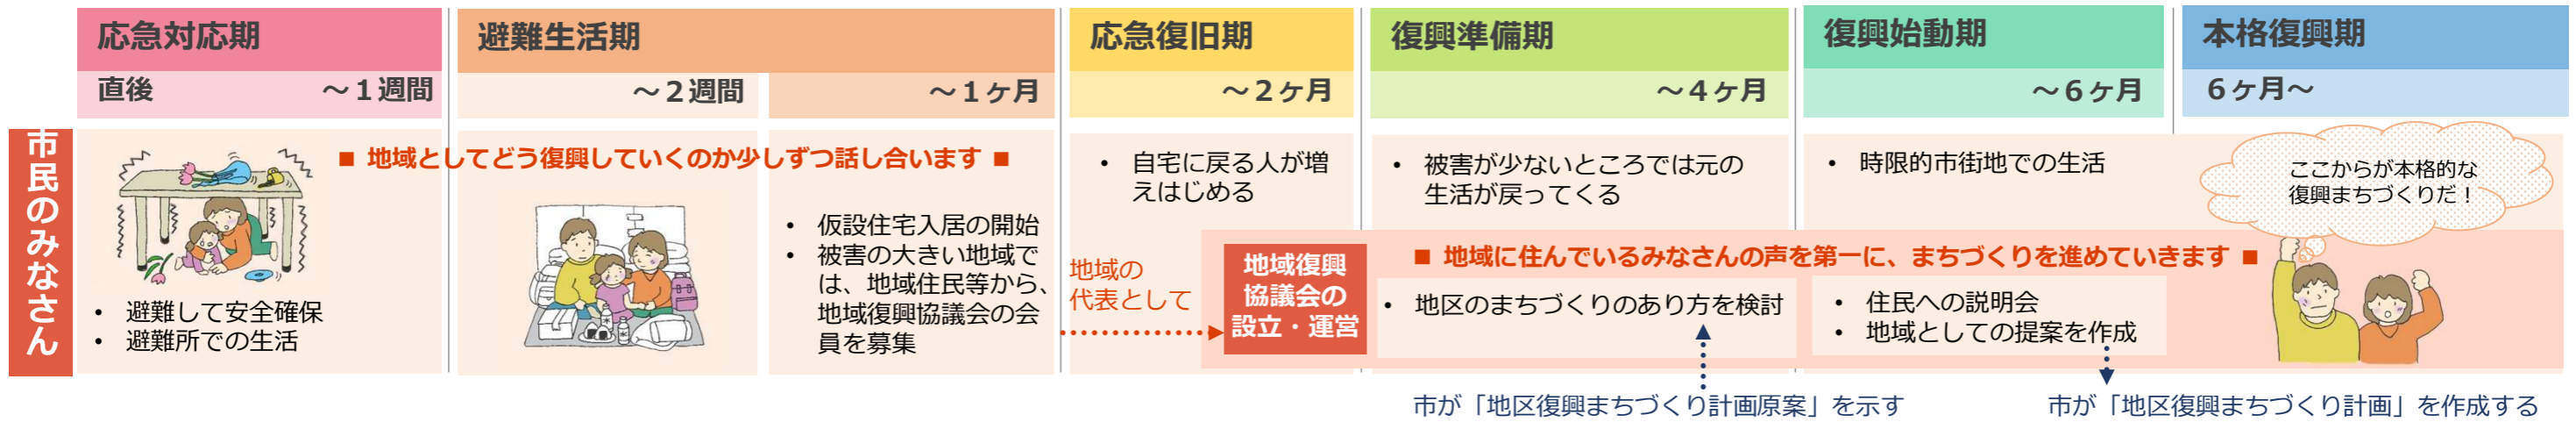 応急対応期
直後 ～１週間
避難生活期
～２週間
～１ヶ月
応急復旧期
～２ヶ月
復興準備期
～４ヶ月
復興始動期
～６ヶ月
本格復興期
６ヶ月～
市民のみなさん
■ 地域としてどう復興していくのか少しずつ話し合います ■
• 避難して安全確保
• 避難所での生活
• 仮設住宅入居の開始
• 被害の大きい地域で
は、地域住民等から、
地域復興協議会の会
員を募集
• 自宅に戻る人が増
えはじめる
地域の
代表として
地域復興
協議会の
設立・運営
• 被害が少ないところでは元の
生活が戻ってくる
• 時限的市街地での生活
ここからが本格的な
復興まちづくりだ！
■ 地域に住んでいるみなさんの声を第一に、まちづくりを進めていきます ■
• 地区のまちづくりのあり方を検討
• 住民への説明会
• 地域としての提案を作成
市が「地区復興まちづくり計画原案」を示す
市が「地区復興まちづくり計画」を作成する